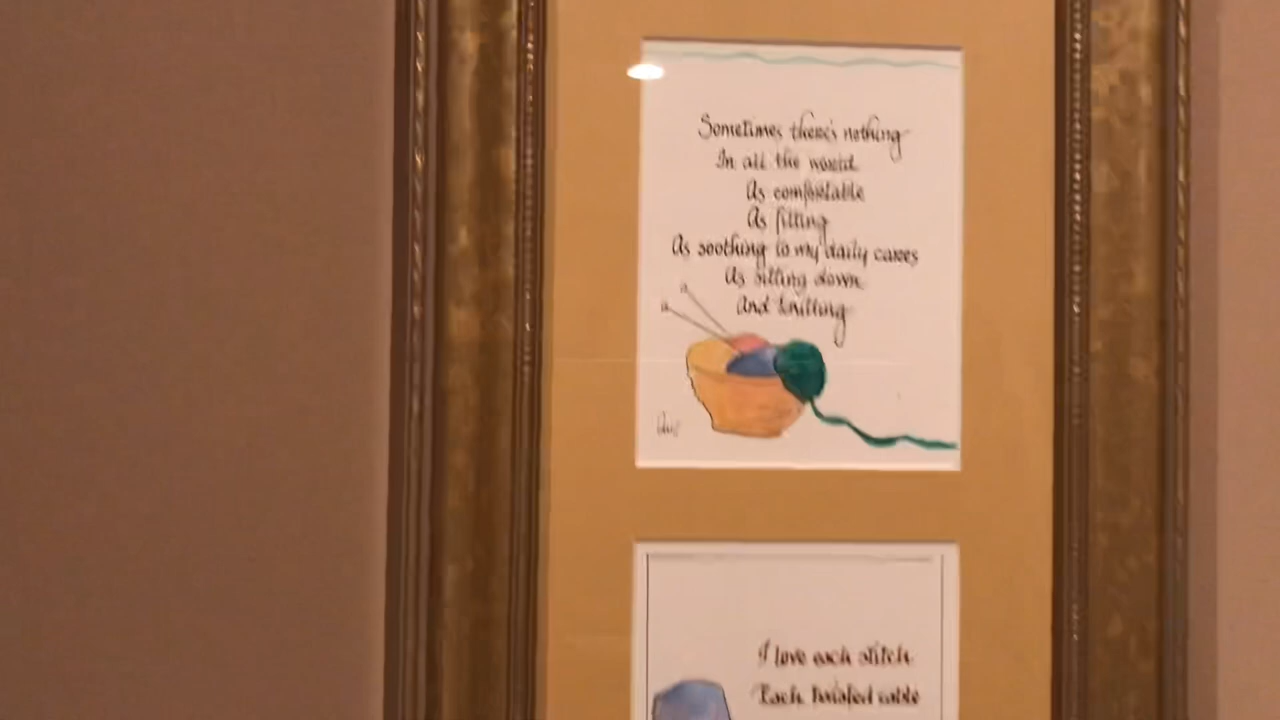 Sometimes there's nothing
In all the world
As comfortable
As fitting
As soothing to my daily cares
As sitting down
And knitting
I love each stitch
Each twisted cable